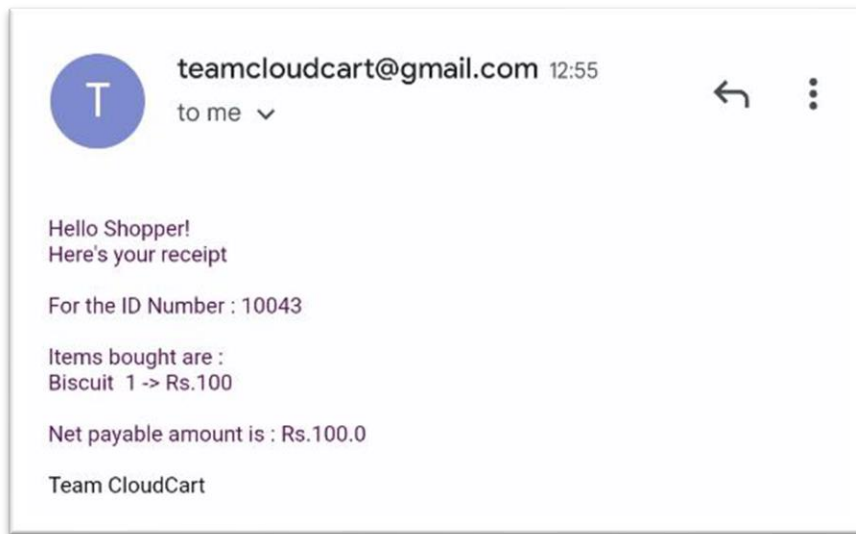 T
teamcloudcart@gmail.com 12:55
to me
Hello Shopper!
Here's your receipt
For the ID Number : 10043
Items bought are :
Biscuit 1 -> Rs.100
Net payable amount is : Rs.100.0
Team CloudCart